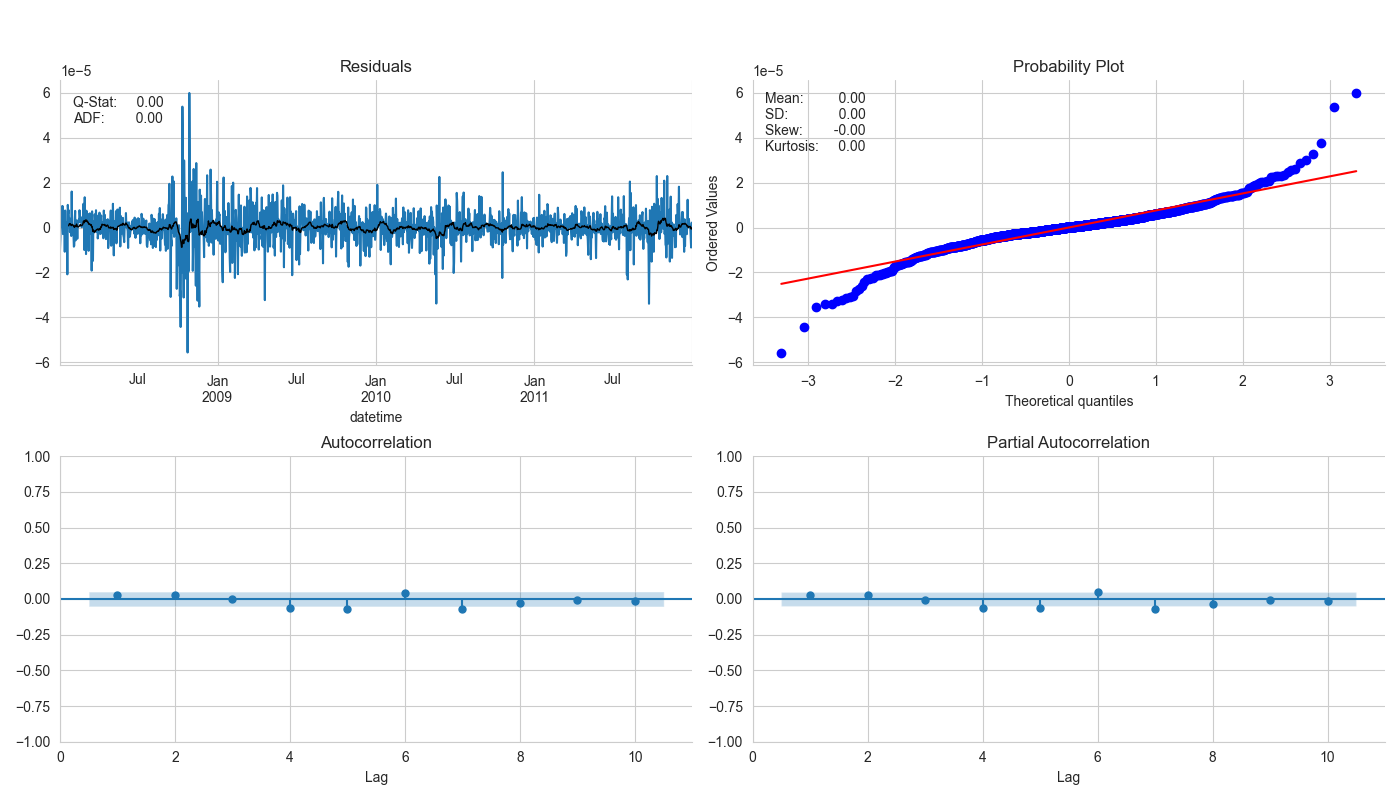 Residuals
1e−5
Q-Stat: 0.00
ADF: 0.00
6
4
2
0
−2
−4
−6
Jul
Jan
2009
Jul
Jan
2010
Jul
Jan
2011
Jul
datetime
Probability Plot
1e−5
Mean: 0.00
SD: 0.00
Skew: -0.00
Kurtosis: 0.00
Ordered Values
6
4
2
0
−2
−4
−6
−3 −2 −1 0 1 2 3
Theoretical quantiles
Autocorrelation
1.00
0.75
0.50
0.25
0.00
−0.25
−0.50
−0.75
−1.00
0 2 4 6 8 10
Lag
Partial Autocorrelation
1.00
0.75
0.50
0.25
0.00
−0.25
−0.50
−0.75
−1.00
0 2 4 6 8 10
Lag